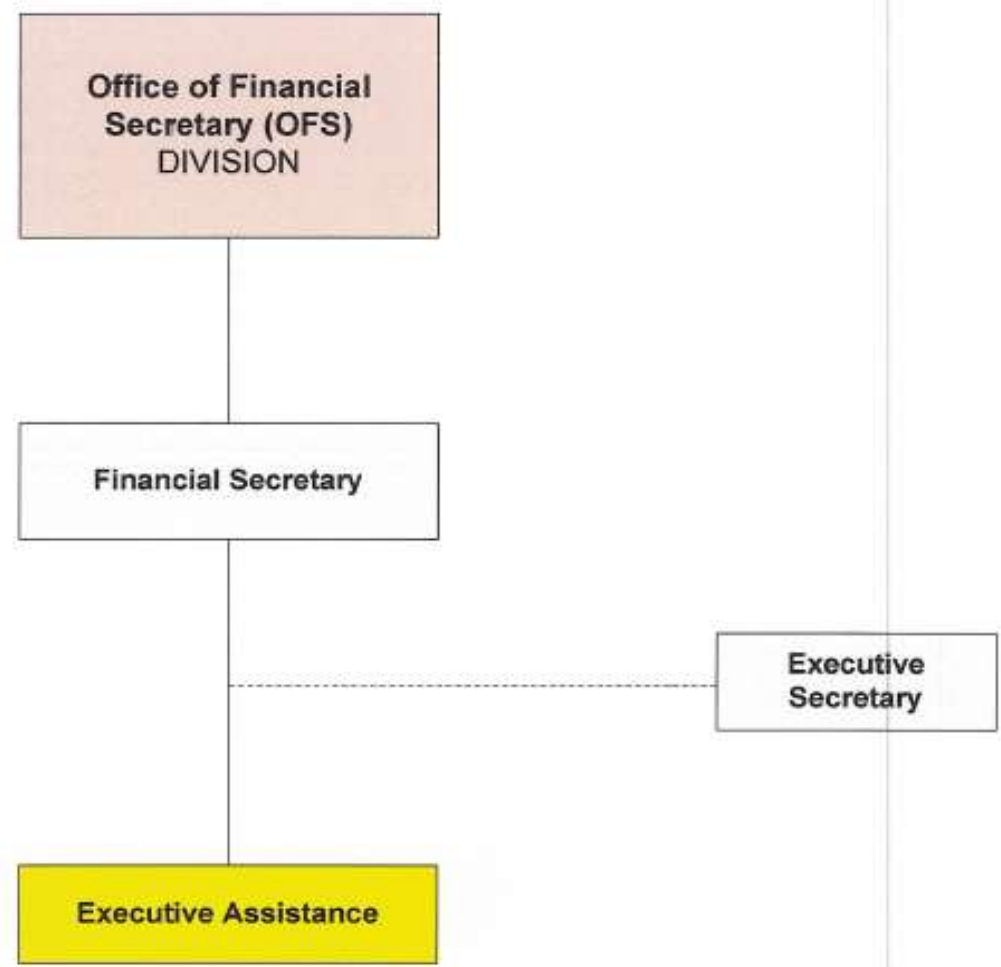 Office of Financial
Secretary (OFS)
DIVISION
Financial Secretary
Executive
Secretary
Executive Assistance